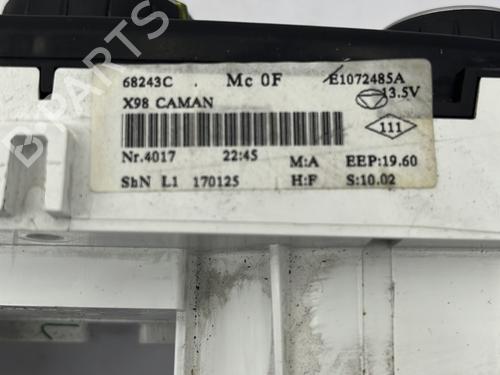 68243C Mc 0F E1072485A
X98 CAMAN 13.5V
111
Nr.4017 22:45 M:A EEP:19.60
ShN L1 170125 H:F S:10.02
B-PARTS